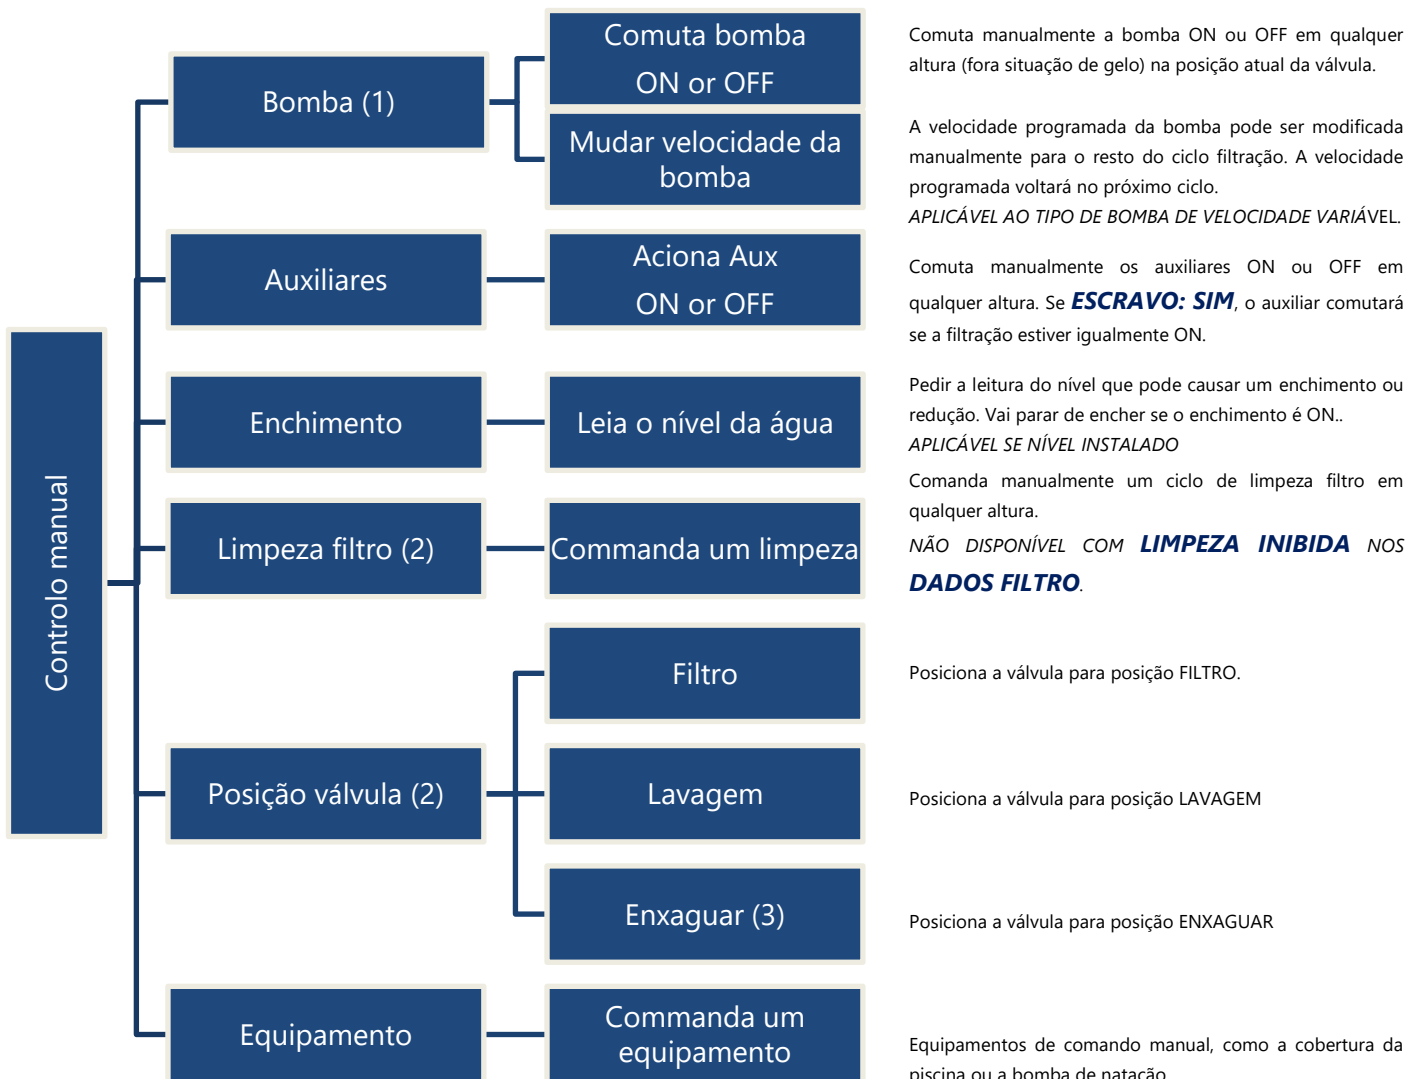 Controlo manual
Bomba (1)
Comuta bomba
ON or OFF
Comuta manualmente a bomba ON ou OFF em qualquer
altura (fora situação de gelo) na posição atual da válvula.
Mudar velocidade da
bomba
A velocidade programada da bomba pode ser modificada
manualmente para o resto do ciclo filtração. A velocidade
programada voltará no próximo ciclo.
APLICÁVEL AO TIPO DE BOMBA DE VELOCIDADE VARIÁVEL.
Auxiliares
Aciona Aux
ON or OFF
Comuta manualmente os auxiliares ON ou OFF em
qualquer altura. Se ESCRAVO: SIM, o auxiliar comutará
se a filtração estiver igualmente ON.
Enchimento
Leia o nível da água
Pedir a leitura do nível que pode causar um enchimento ou
redução. Vai parar de encher se o enchimento é ON..
APLICÁVEL SE NÍVEL INSTALADO
Limpeza filtro (2)
Commanda um limpeza
Comanda manualmente um ciclo de limpeza filtro em
qualquer altura.
NÃO DISPONÍVEL COM LIMPEZA INIBIDA NOS
DADOS FILTRO.
Posição válvula (2)
Filtro
Posiciona a válvula para posição FILTRO.
Lavagem
Posiciona a válvula para posição LAVAGEM
Enxaguar (3)
Posiciona a válvula para posição ENXAGUAR
Equipamento
Commanda um
equipamento
Equipamentos de comando manual, como a cobertura da
piscina ou a bomba de natação